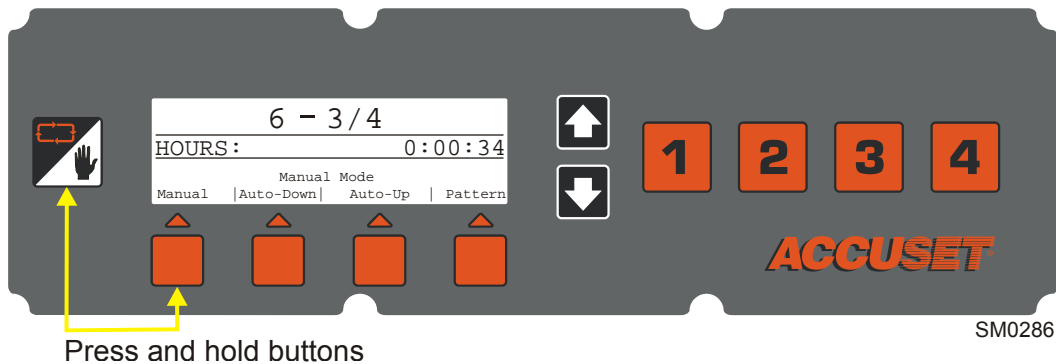 6 - 3/4
HOURS: 0:00:34
Manual Mode
Manual |Auto-Down| Auto-Up | Pattern
1 2 3 4
ACCUSET
SM0286
Press and hold buttons